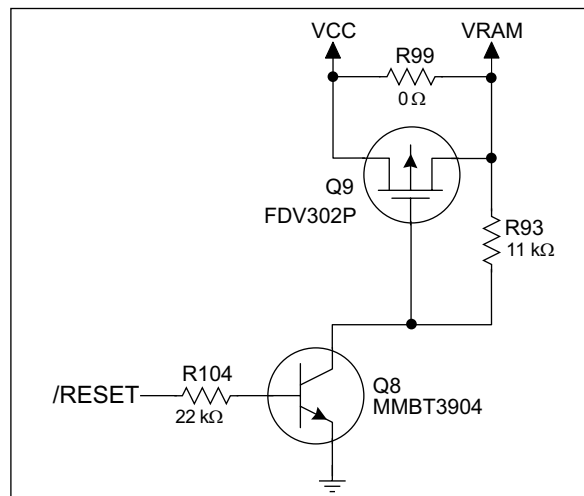 VCC
VRAM
R99
0 Ω
Q9
FDV302P
R93
11 kΩ
R104
/RESET
22 kΩ
Q8
MMBT3904